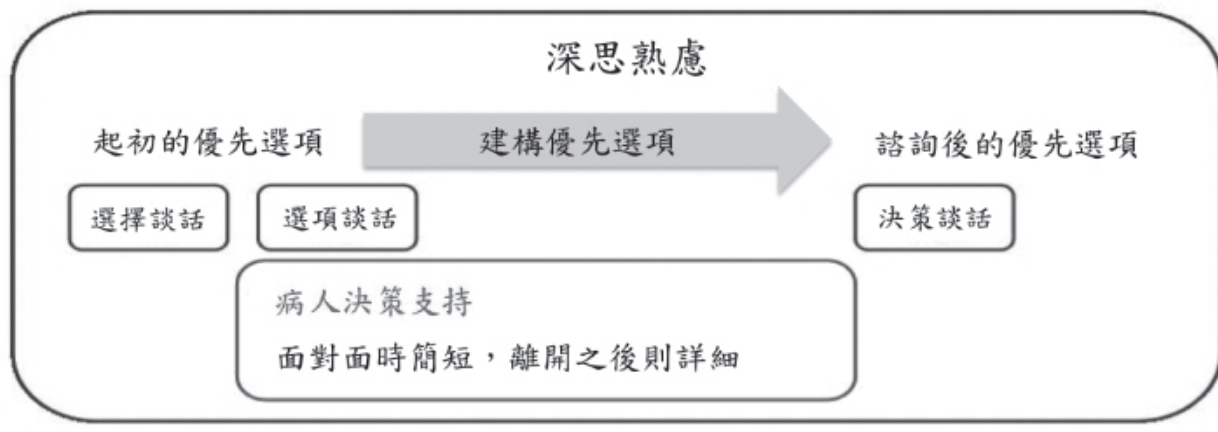 深思熟慮
起初的優先選項
建構優先選項
諮詢後的優先選項
選擇談話
選項談話
決策談話
病人決策支持
面對面時簡短，離開之後則詳細